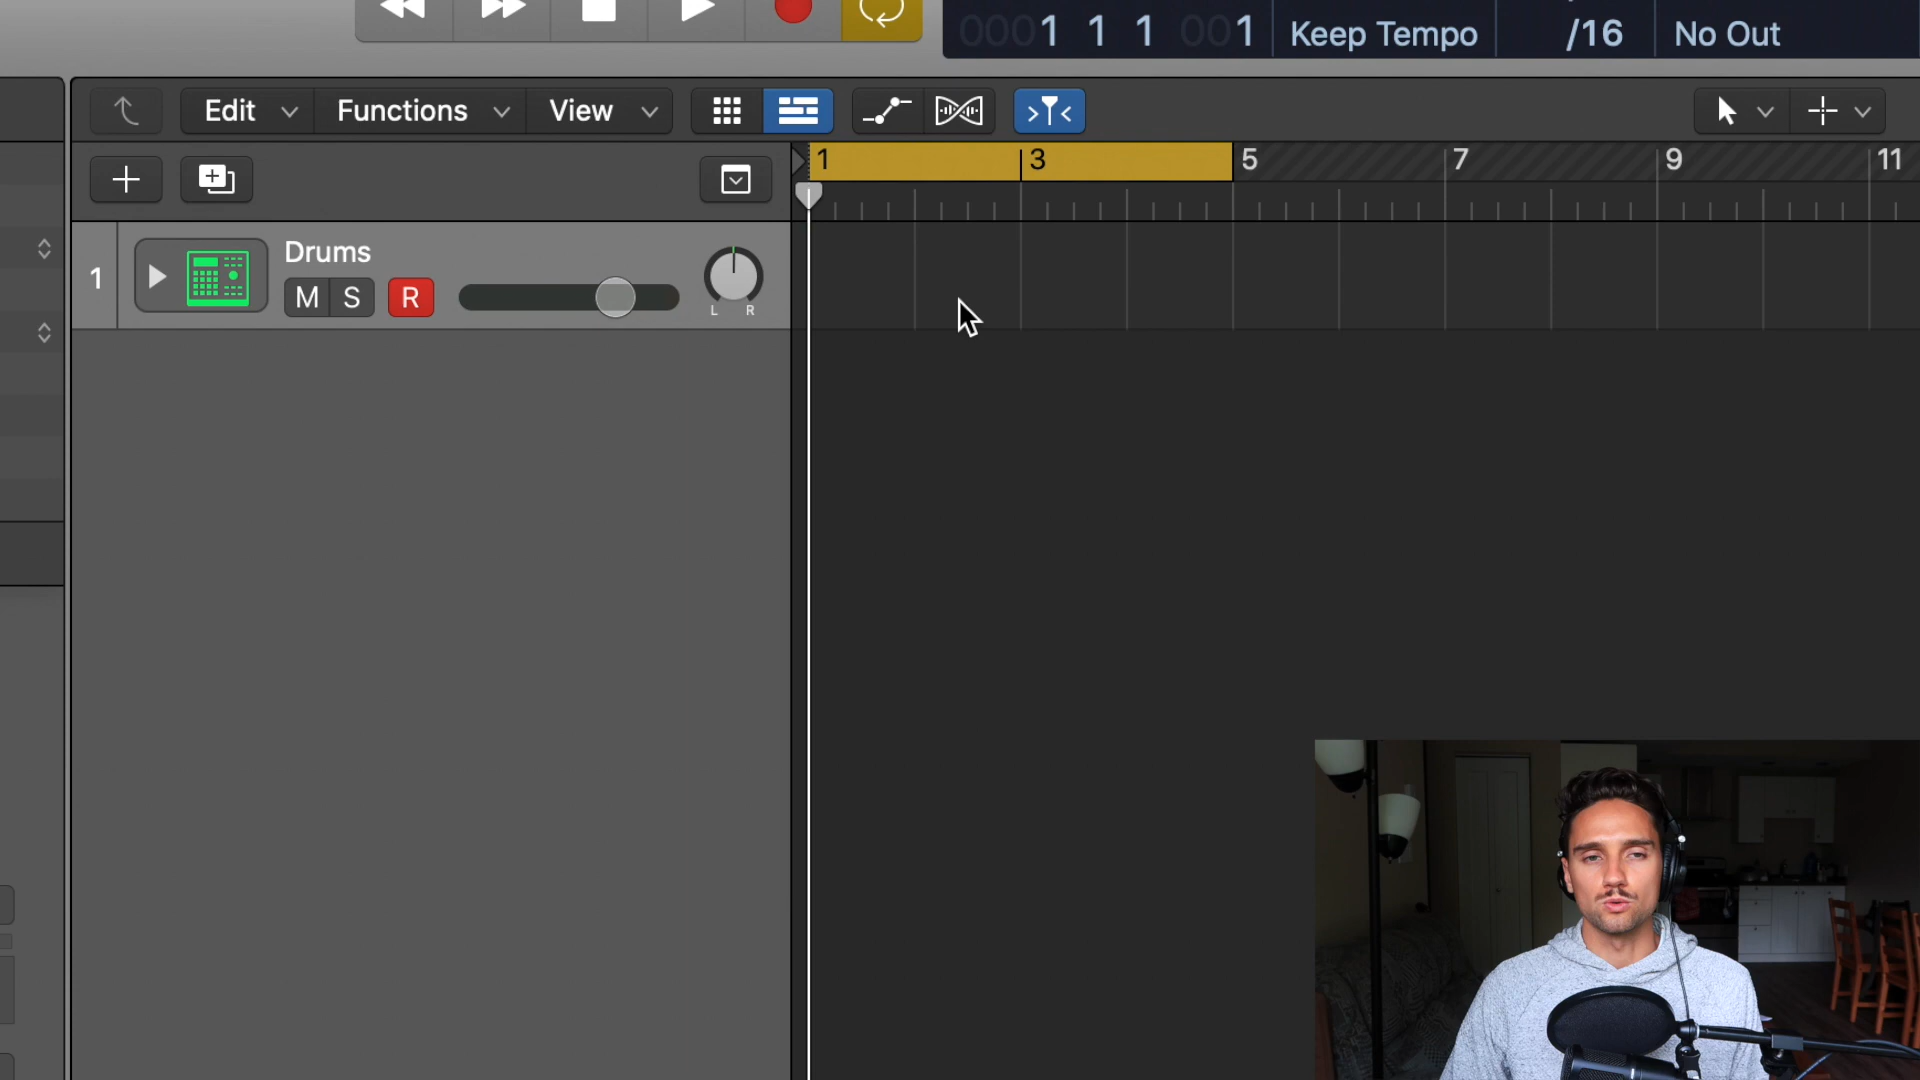 0001 1 1 001 Keep Tempo /16 No Out
Edit Functions View
1 3 5 7 9 11
1 Drums
M S R
L R